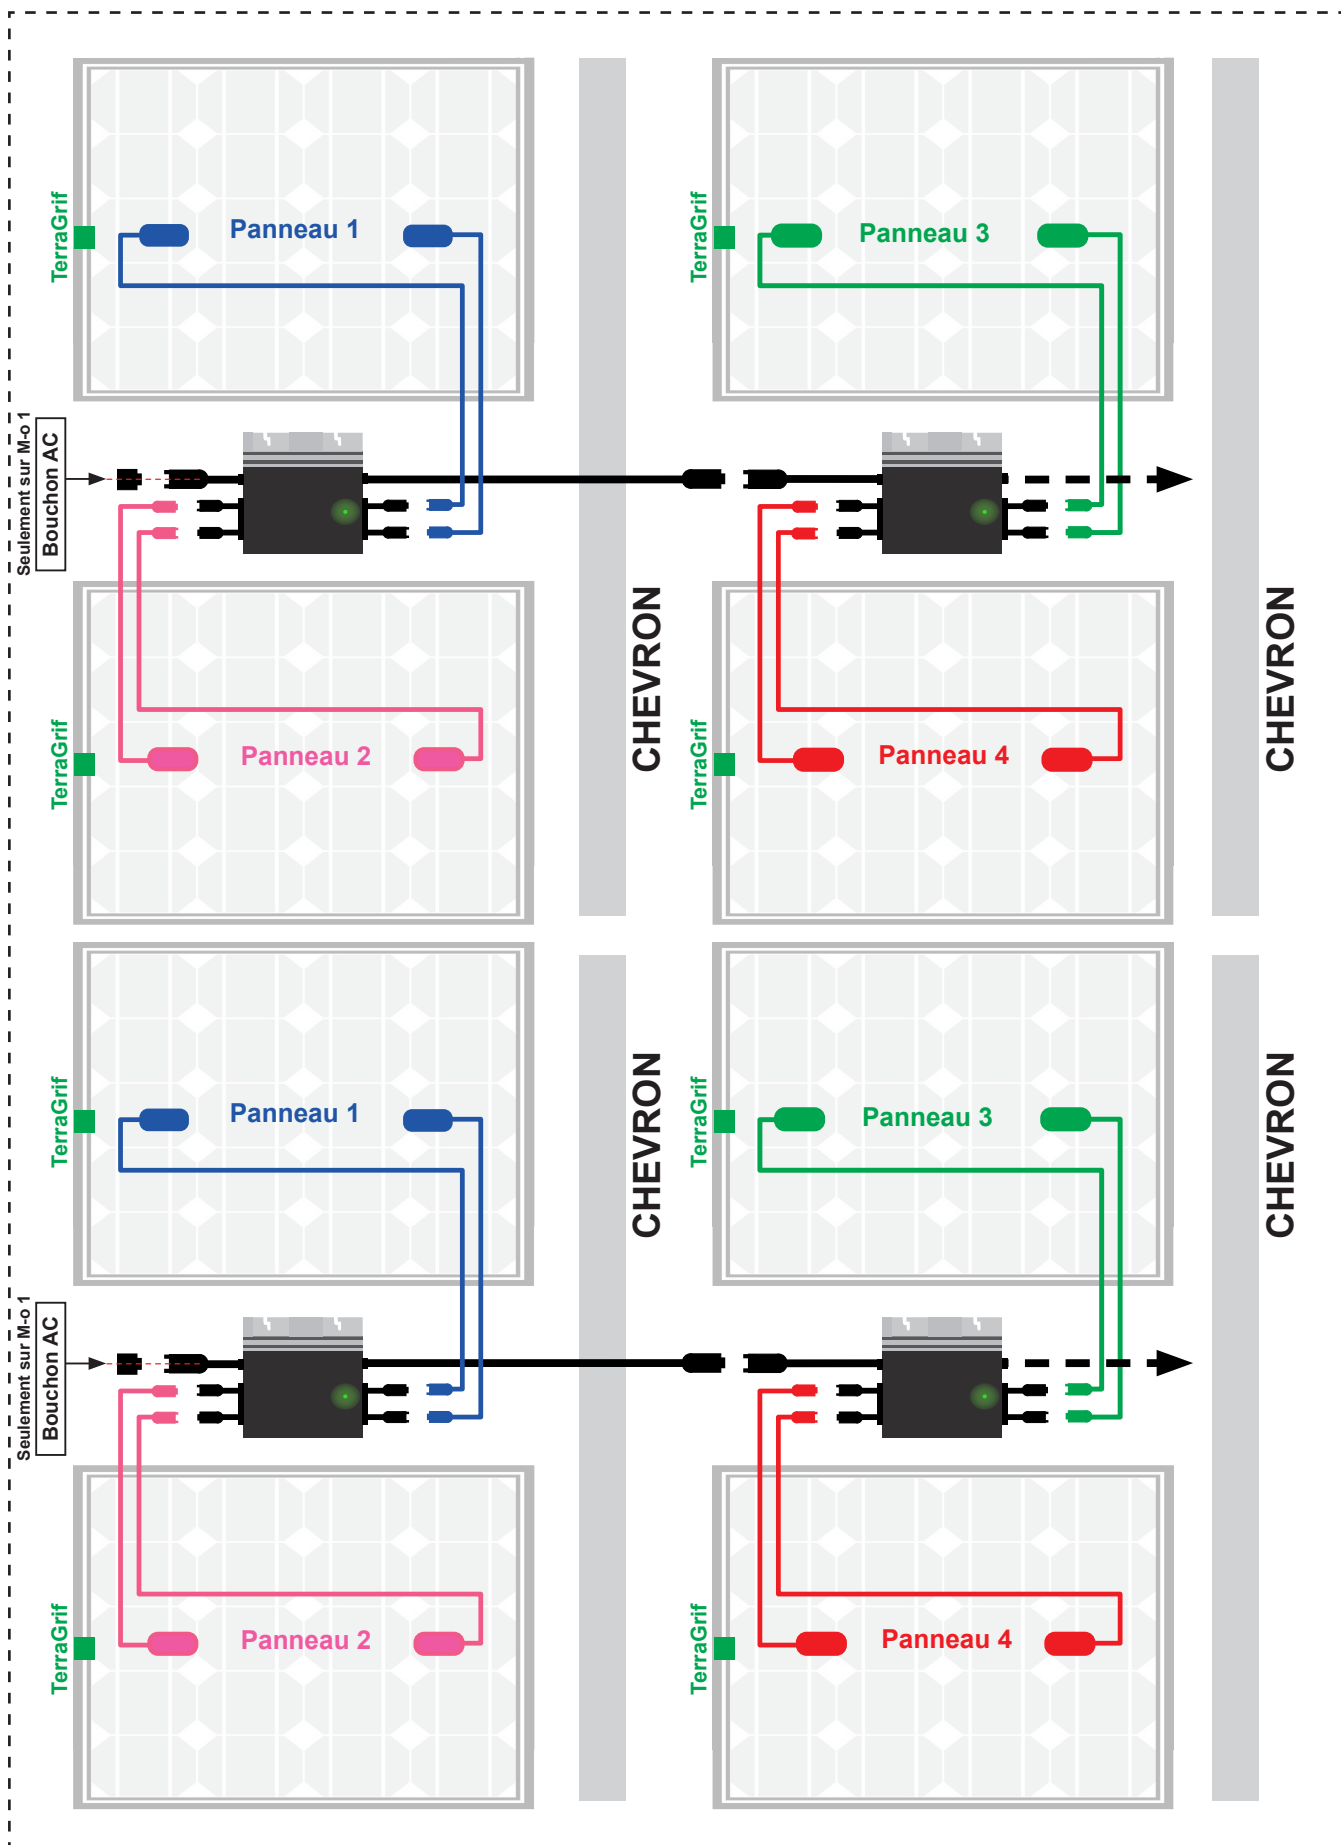 TerraGrif
Panneau 1
TerraGrif
Panneau 3
Seulement sur M-o 1
Bouchon AC
TerraGrif
Panneau 2
CHEVRON
TerraGrif
Panneau 4
CHEVRON
TerraGrif
Panneau 1
CHEVRON
TerraGrif
Panneau 3
CHEVRON
Seulement sur M-o 1
Bouchon AC
TerraGrif
Panneau 2
TerraGrif
Panneau 4